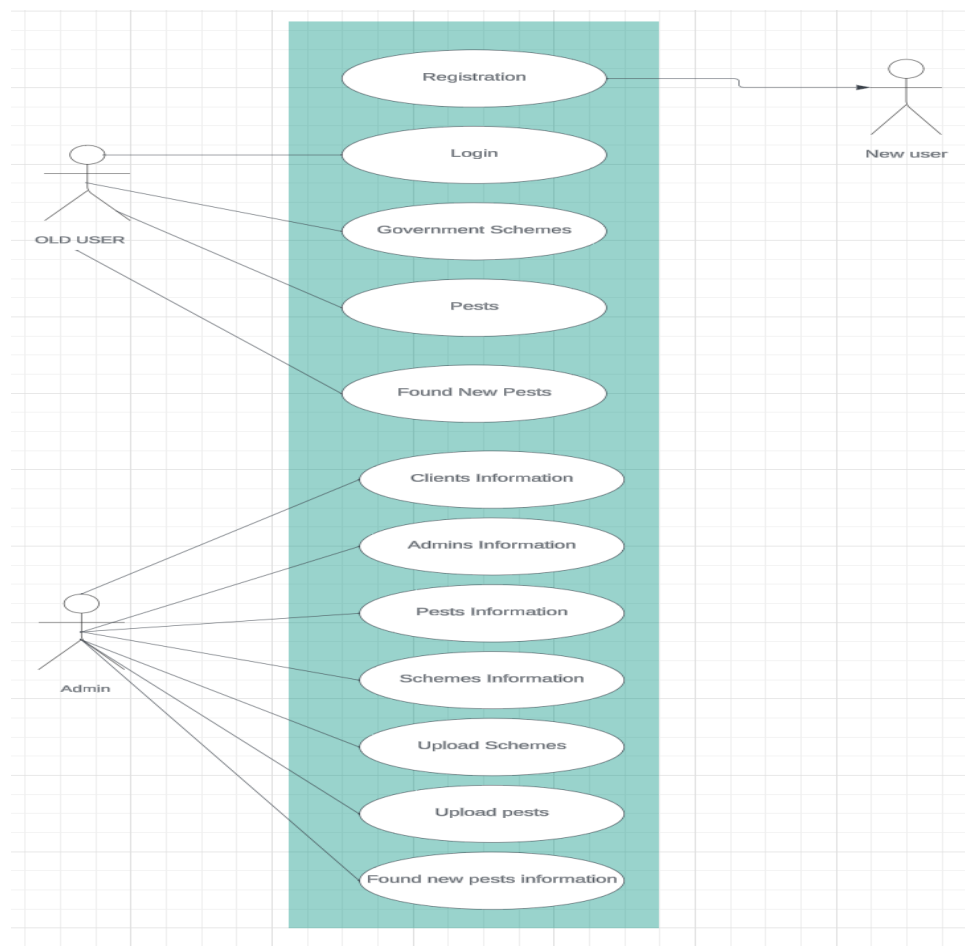 Registration
New user
Login
OLD USER
Government Schemes
Pests
Found New Pests
Clients Information
Admins Information
Pests Information
Admin
Schemes Information
Upload Schemes
Upload pests
Found new pests information